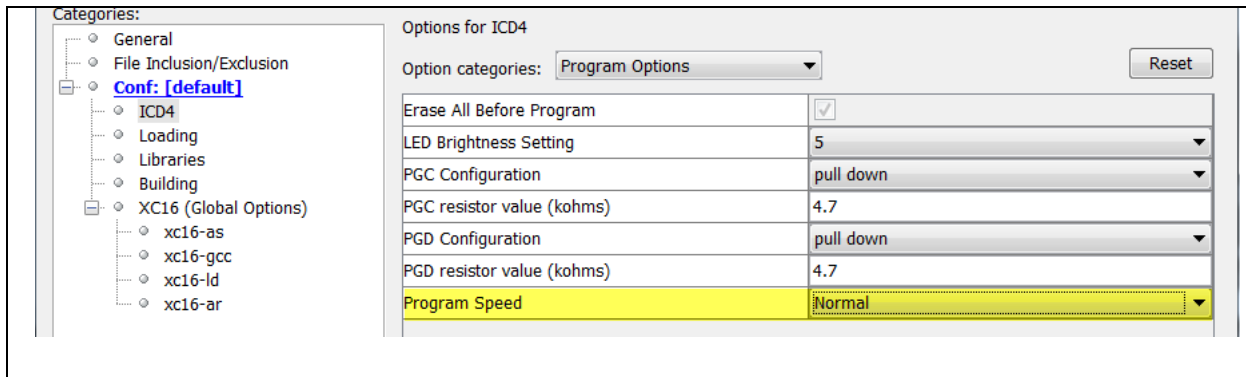 Categories:
General
File Inclusion/Exclusion
Conf: [default]
ICD4
Loading
Libraries
Building
XC16 (Global Options)
xc16-as
xc16-gcc
xc16-ld
xc16-ar
Options for ICD4
Option categories: Program Options Reset
Erase All Before Program
LED Brightness Setting 5
PGC Configuration pull down
PGC resistor value (kohms) 4.7
PGD Configuration pull down
PGD resistor value (kohms) 4.7
Program Speed Normal